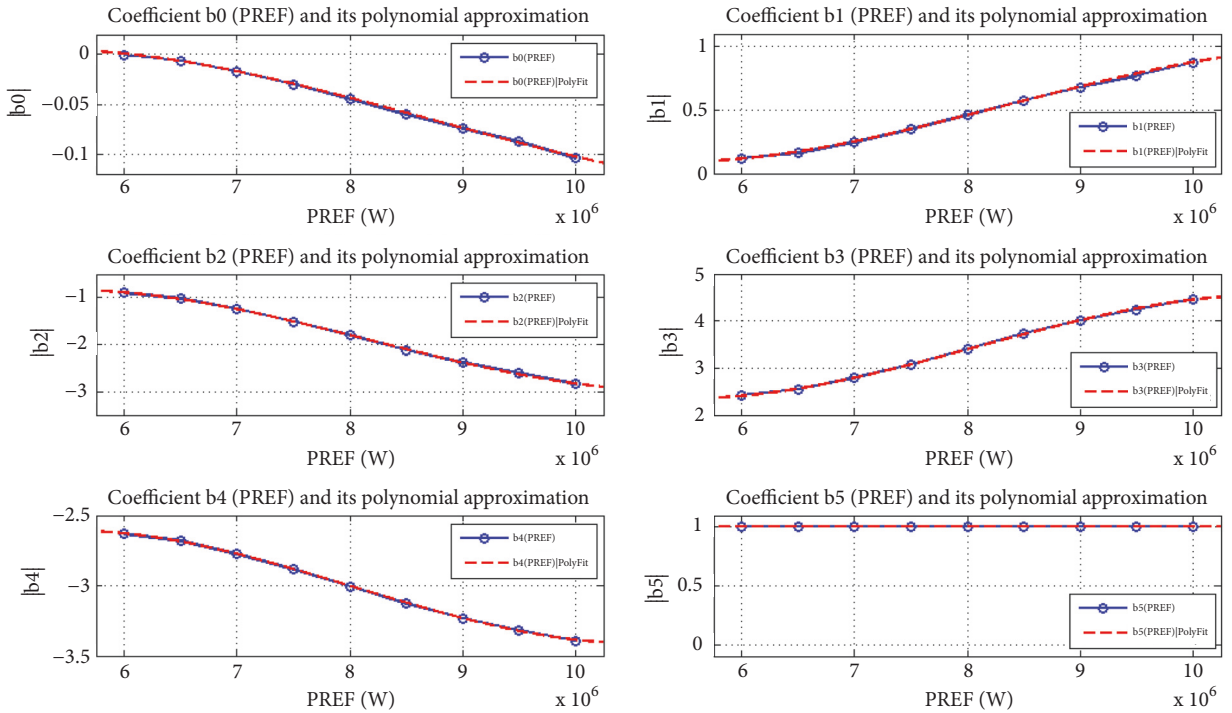 Coefficient b0 (PREF) and its polynomial approximation
0
−0.05
−0.1
|b0|
b0(PREF)
b0(PREF)|PolyFit
6 7 8 9 10
PREF (W)
x 10^6
Coefficient b1 (PREF) and its polynomial approximation
1
0.5
0
|b1|
b1(PREF)
b1(PREF)|PolyFit
6 7 8 9 10
PREF (W)
x 10^6
Coefficient b2 (PREF) and its polynomial approximation
−1
−2
−3
|b2|
b2(PREF)
b2(PREF)|PolyFit
6 7 8 9 10
PREF (W)
x 10^6
Coefficient b3 (PREF) and its polynomial approximation
5
4
3
2
|b3|
b3(PREF)
b3(PREF)|PolyFit
6 7 8 9 10
PREF (W)
x 10^6
Coefficient b4 (PREF) and its polynomial approximation
−2.5
−3
−3.5
|b4|
b4(PREF)
b4(PREF)|PolyFit
6 7 8 9 10
PREF (W)
x 10^6
Coefficient b5 (PREF) and its polynomial approximation
1
0.5
0
|b5|
b5(PREF)
b5(PREF)|PolyFit
6 7 8 9 10
PREF (W)
x 10^6